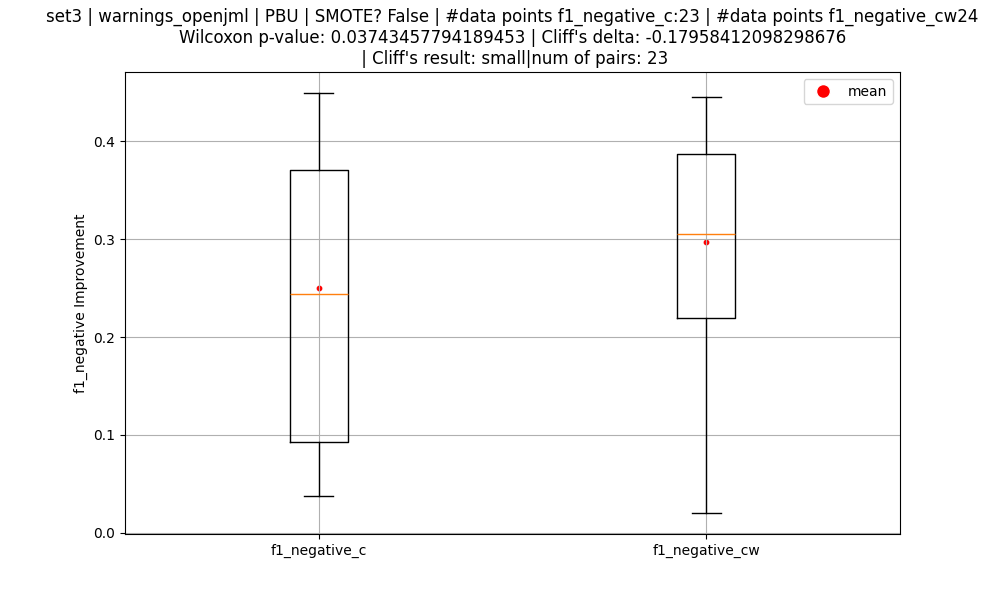 set3 | warnings_openjml | PBU | SMOTE? False | #data points f1_negative_c:23 | #data points f1_negative_cw24
Wilcoxon p-value: 0.03743457794189453 | Cliff's delta: -0.17958412098298676
| Cliff's result: small|num of pairs: 23
mean
0.4
0.3
0.2
0.1
0.0
f1_negative Improvement
f1_negative_c
f1_negative_cw